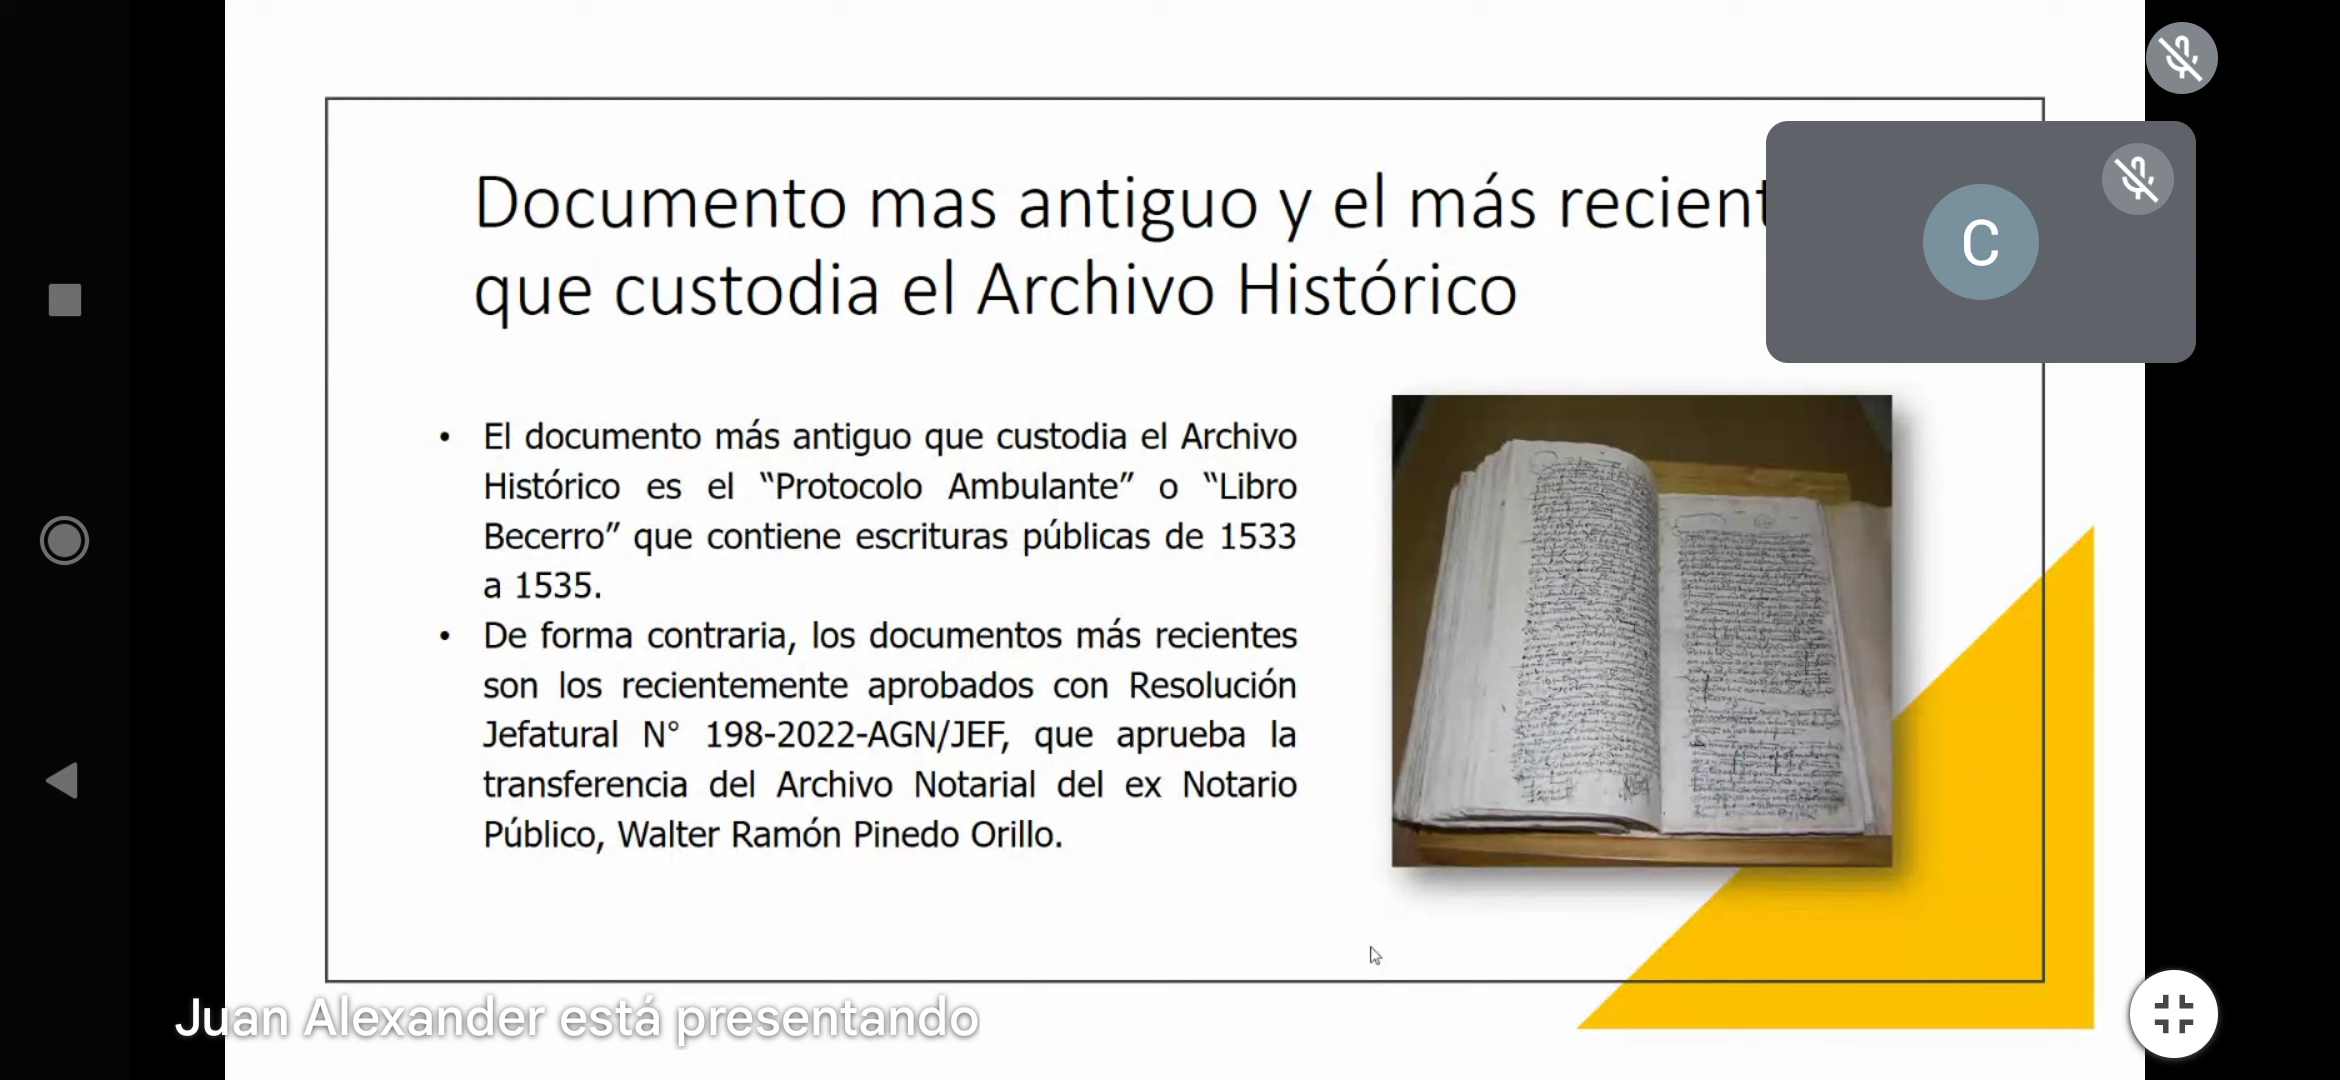 Documento mas antiguo y el más recient
que custodia el Archivo Histórico
C
• El documento más antiguo que custodia el Archivo
Histórico es el “Protocolo Ambulante” o “Libro
Becerro” que contiene escrituras públicas de 1533
a 1535.
• De forma contraria, los documentos más recientes
son los recientemente aprobados con Resolución
Jefatural N° 198-2022-AGN/JEF, que aprueba la
transferencia del Archivo Notarial del ex Notario
Público, Walter Ramón Pinedo Orillo.
Juan Alexander está presentando